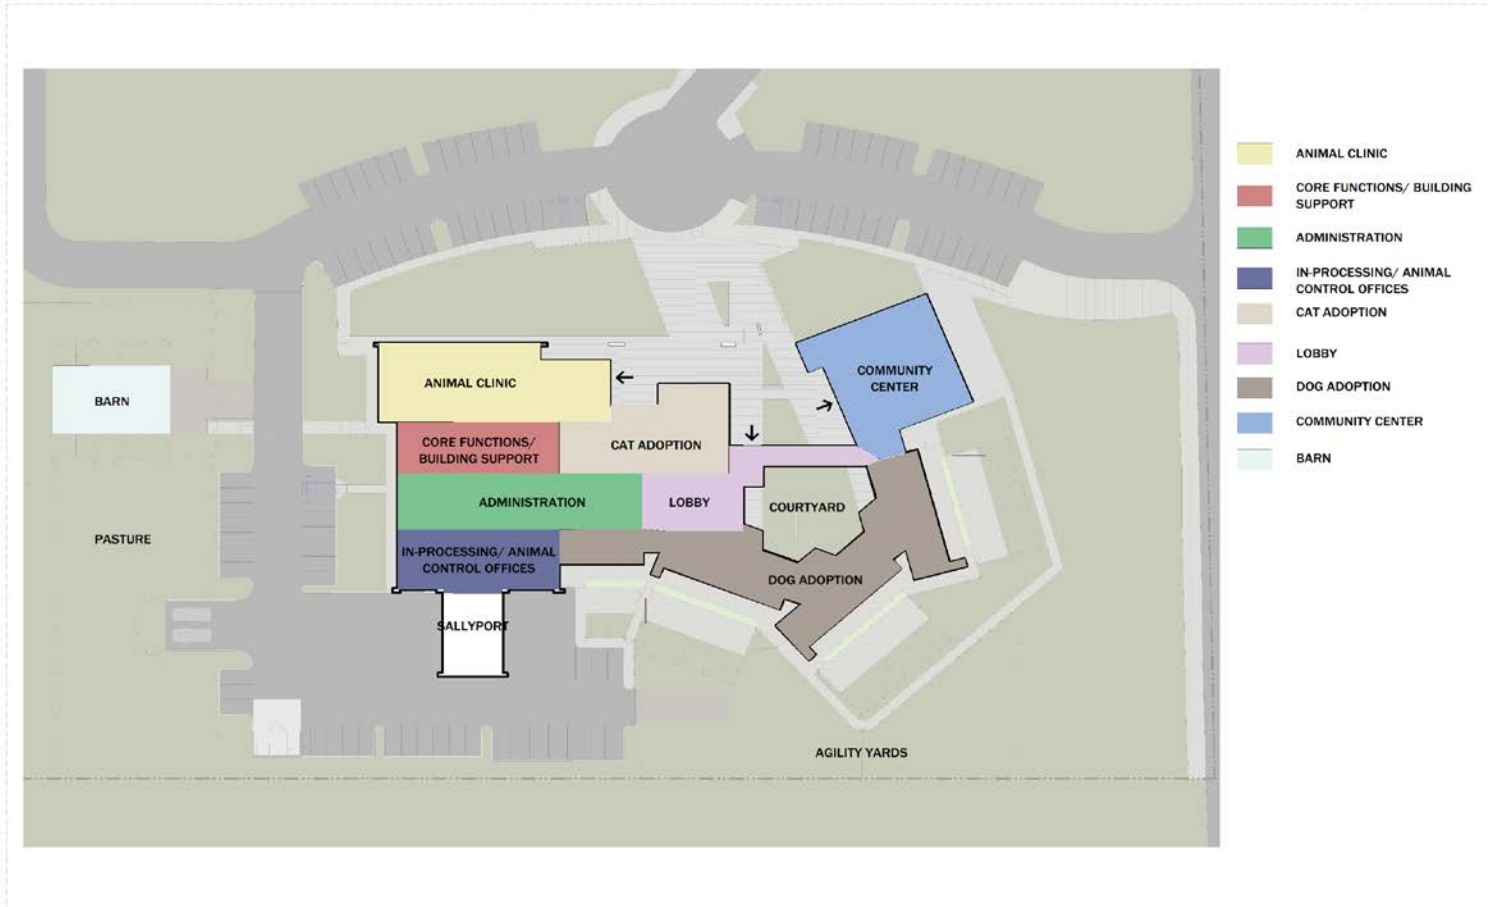 ANIMAL CLINIC
CORE FUNCTIONS/ BUILDING
SUPPORT
ADMINISTRATION
IN-PROCESSING/ ANIMAL
CONTROL OFFICES
CAT ADOPTION
LOBBY
DOG ADOPTION
COMMUNITY CENTER
BARN
COMMUNITY
CENTER
ANIMAL CLINIC
BARN
CORE FUNCTIONS/
BUILDING SUPPORT
CAT ADOPTION
ADMINISTRATION
LOBBY
COURTYARD
PASTURE
IN-PROCESSING/ ANIMAL
CONTROL OFFICES
DOG ADOPTION
SALLYPORT
AGILITY YARDS